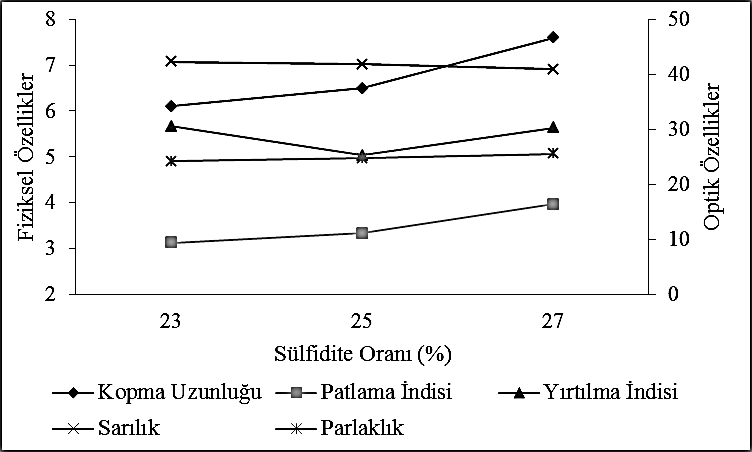 8
7
6
5
4
3
2
Fiziksel Özellikler
50
40
30
20
10
0
Optik Özellikler
23 25 27
Sülfidite Oranı (%)
Kopma Uzunluğu Patlama İndisi Yırtılma İndisi
Sarılık Parlaklık